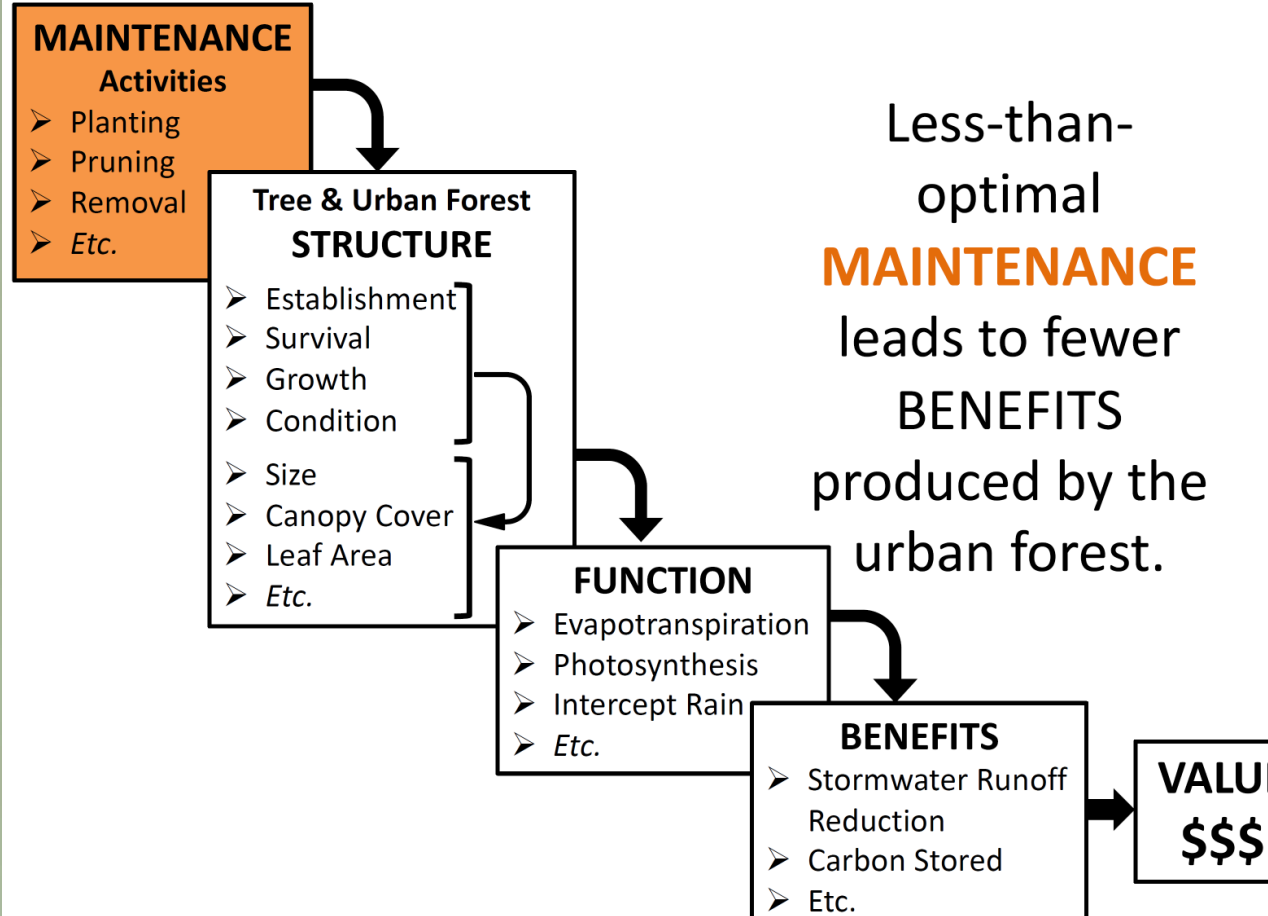 MAINTENANCE
Activities
➤ Planting
➤ Pruning
➤ Removal
➤ Etc.
Tree & Urban Forest
STRUCTURE
➤ Establishment
➤ Survival
➤ Growth
➤ Condition
➤ Size
➤ Canopy Cover
➤ Leaf Area
➤ Etc.
FUNCTION
➤ Evapotranspiration
➤ Photosynthesis
➤ Intercept Rain
➤ Etc.
BENEFITS
➤ Stormwater Runoff
Reduction
➤ Carbon Stored
➤ Etc.
VALUE
$$$
Less-than-
optimal
MAINTENANCE
leads to fewer
BENEFITS
produced by the
urban forest.